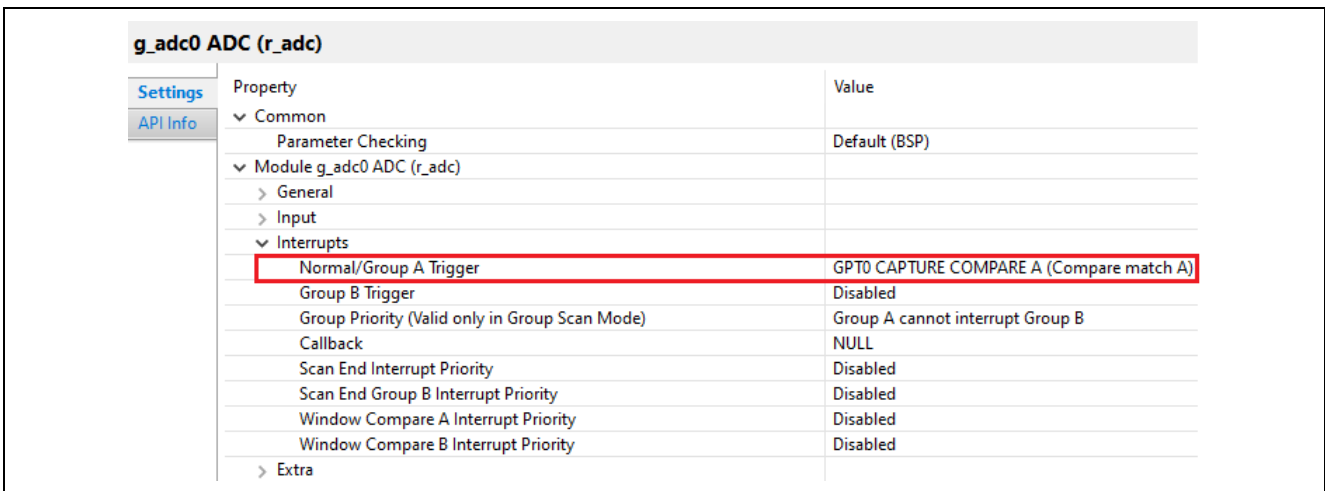 g_adc0 ADC (r_adc)
Settings
API Info
Property Value
Common
Parameter Checking Default (BSP)
Module g_adc0 ADC (r_adc)
General
Input
Interrupts
Normal/Group A Trigger GPT0 CAPTURE COMPARE A (Compare match A)
Group B Trigger Disabled
Group Priority (Valid only in Group Scan Mode) Group A cannot interrupt Group B
Callback NULL
Scan End Interrupt Priority Disabled
Scan End Group B Interrupt Priority Disabled
Window Compare A Interrupt Priority Disabled
Window Compare B Interrupt Priority Disabled
Extra